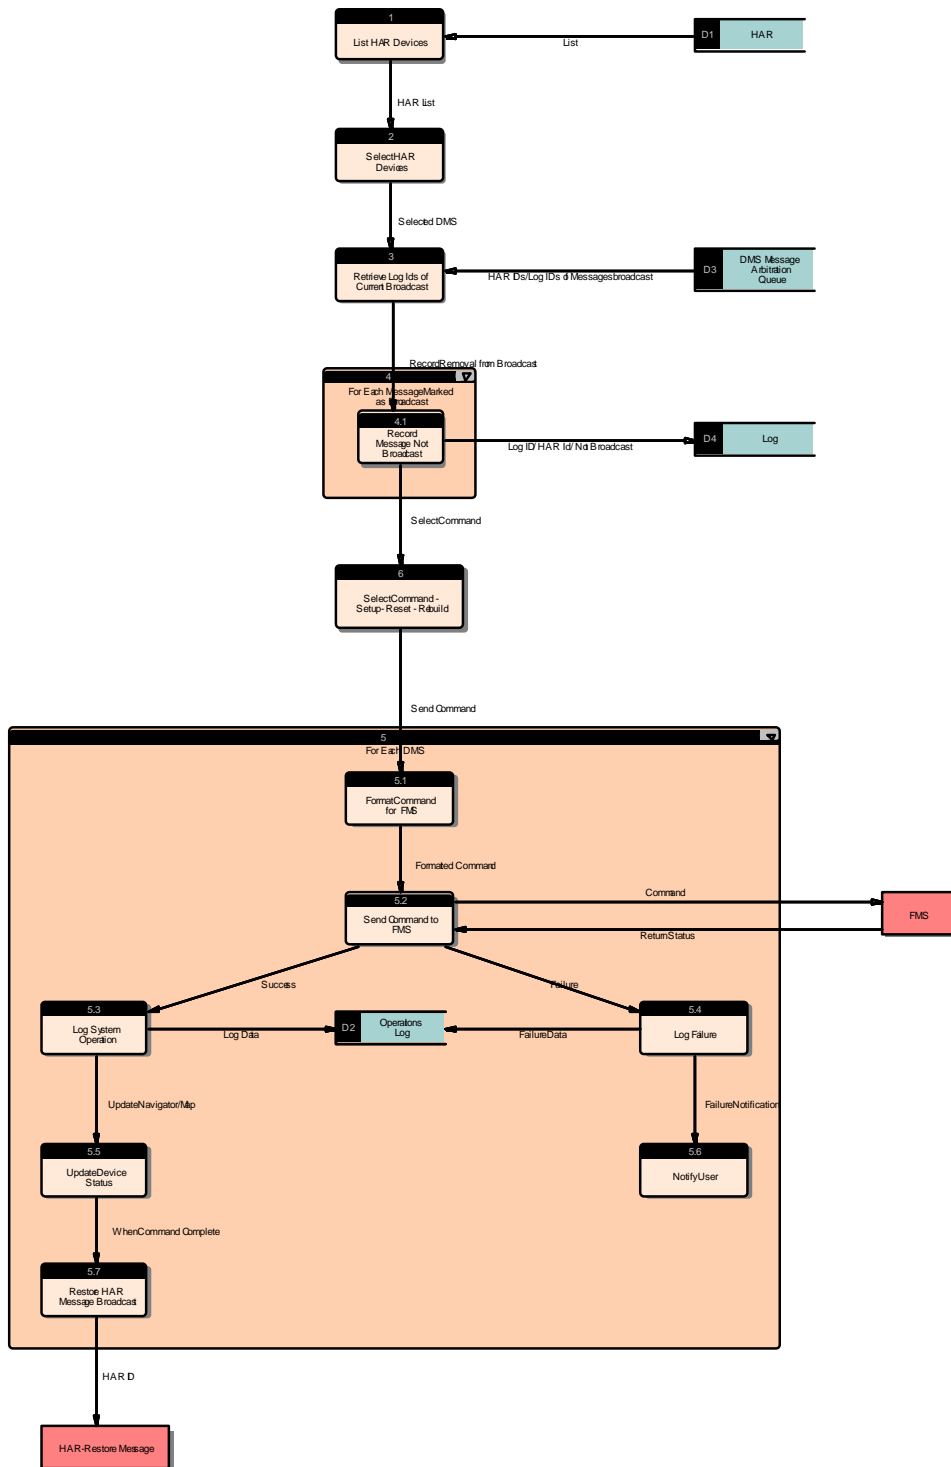 1
List HAR Devices
List
D1
HAR
HAR List
2
Select HAR
Devices
Selected DMS
3
Retrieve Log Ids of
Current Broadcast
HAR IDs/Log IDs of Messages broadcast
D3
DMS Message
Arbitration
Queue
Record Removal from Broadcast
4
For Each Message Marked
as Broadcast
4.1
Record
Message Not
Broadcast
Log ID/ HAR Id/ Not Broadcast
D4
Log
Select Command
6
Select Command -
Setup - Reset - Rebuild
Send Command
5
For Each DMS
5.1
Format Command
for FMS
Formatted Command
5.2
Send Command to
FMS
Command
Return Status
FMS
Success
Failure
5.3
Log System
Operation
Log Data
D2
Operations
Log
Failure Data
5.4
Log Failure
Update Navigator/Map
Failure Notification
5.5
Update Device
Status
5.6
Notify User
When Command Complete
5.7
Restore HAR
Message Broadcast
HAR ID
HAR-Restore Message